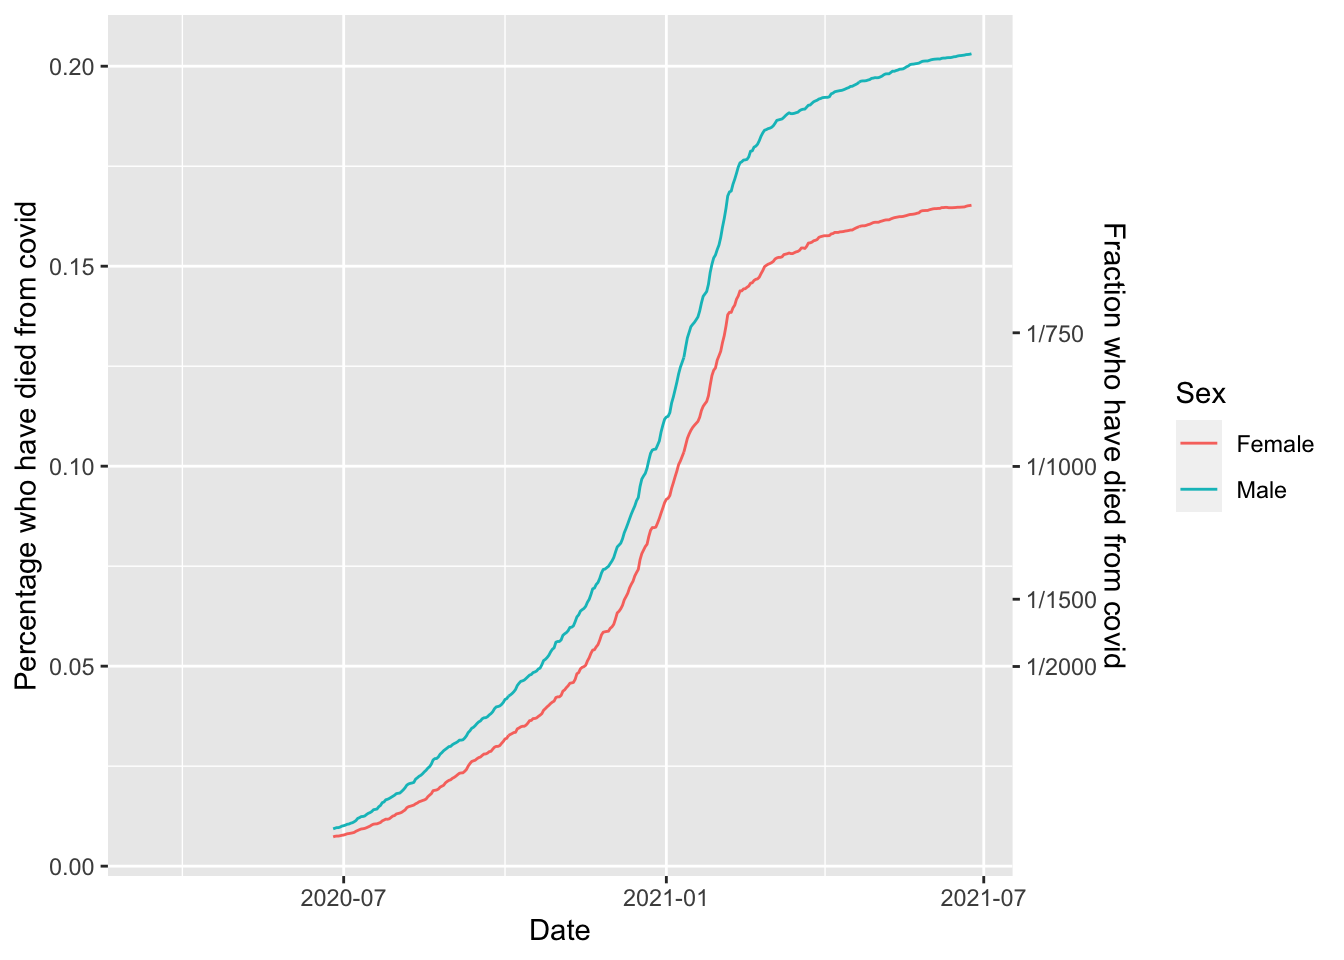 Percentage who have died from covid
0.20
0.15
0.10
0.05
0.00
2020-07
2021-01
2021-07
Date
1/750
1/1000
1/1500
1/2000
Fraction who have died from covid
Sex
Female
Male